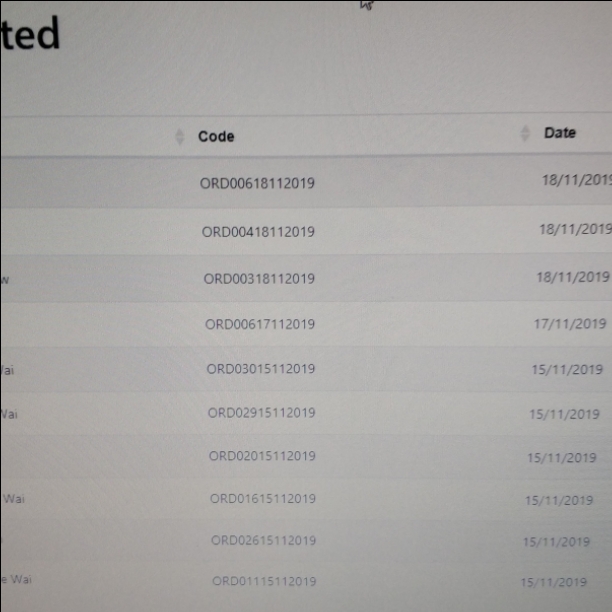 ted
Code Date
ORD00618112019 18/11/2019
ORD00418112019 18/11/2019
w ORD00318112019 18/11/2019
ORD00617112019 17/11/2019
Wai ORD03015112019 15/11/2019
Wai ORD02915112019 15/11/2019
ORD02015112019 15/11/2019
Wai ORD01615112019 15/11/2019
ORD02615112019 15/11/2019
e Wai ORD01115112019 15/11/2019